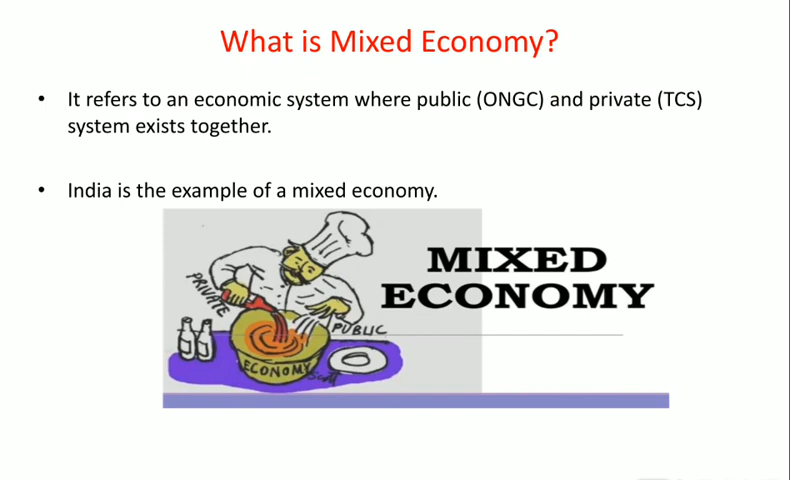 What is Mixed Economy?
• It refers to an economic system where public (ONGC) and private (TCS)
system exists together.
• India is the example of a mixed economy.
MIXED
ECONOMY
PRIVATE
PUBLIC
ECONOMY
Scott